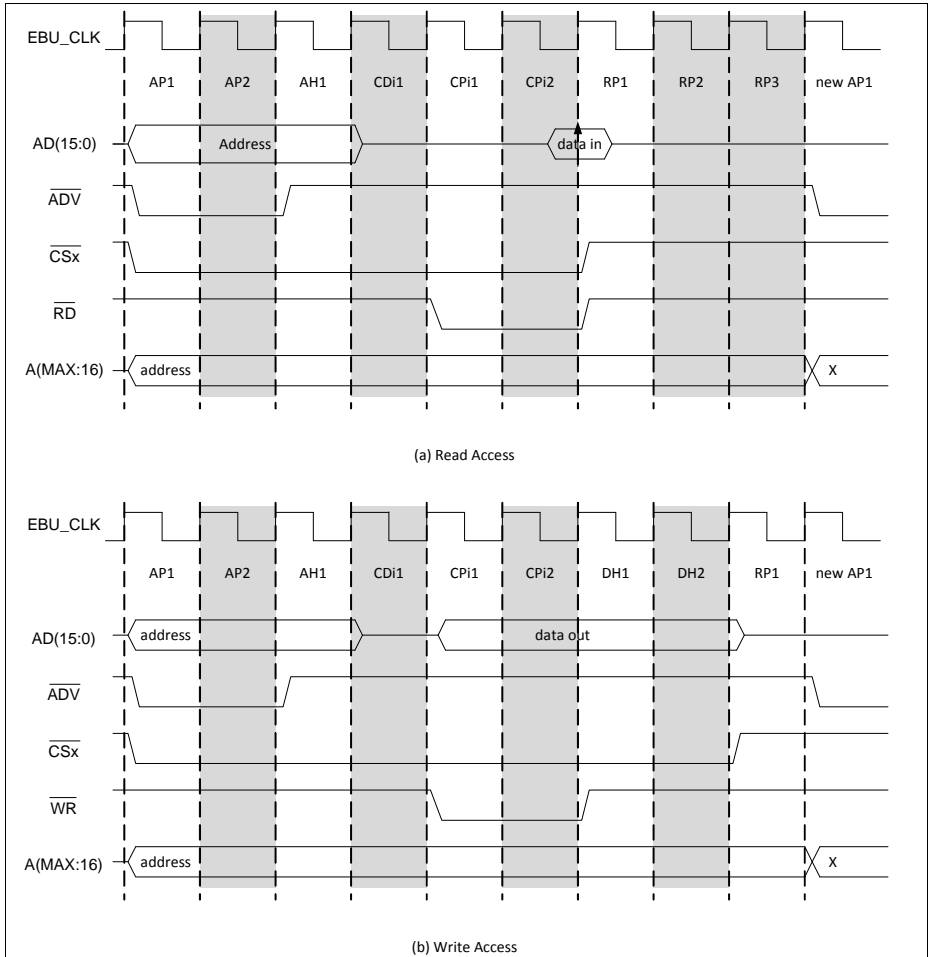 EBU_CLK
AP1 AP2 AH1 CDi1 CPi1 CPi2 RP1 RP2 RP3 new AP1
AD(15:0) Address data in
ADV
CSx
RD
A(MAX:16) address X
(a) Read Access
EBU_CLK
AP1 AP2 AH1 CDi1 CPi1 CPi2 DH1 DH2 RP1 new AP1
AD(15:0) address data out
ADV
CSx
WR
A(MAX:16) address X
(b) Write Access